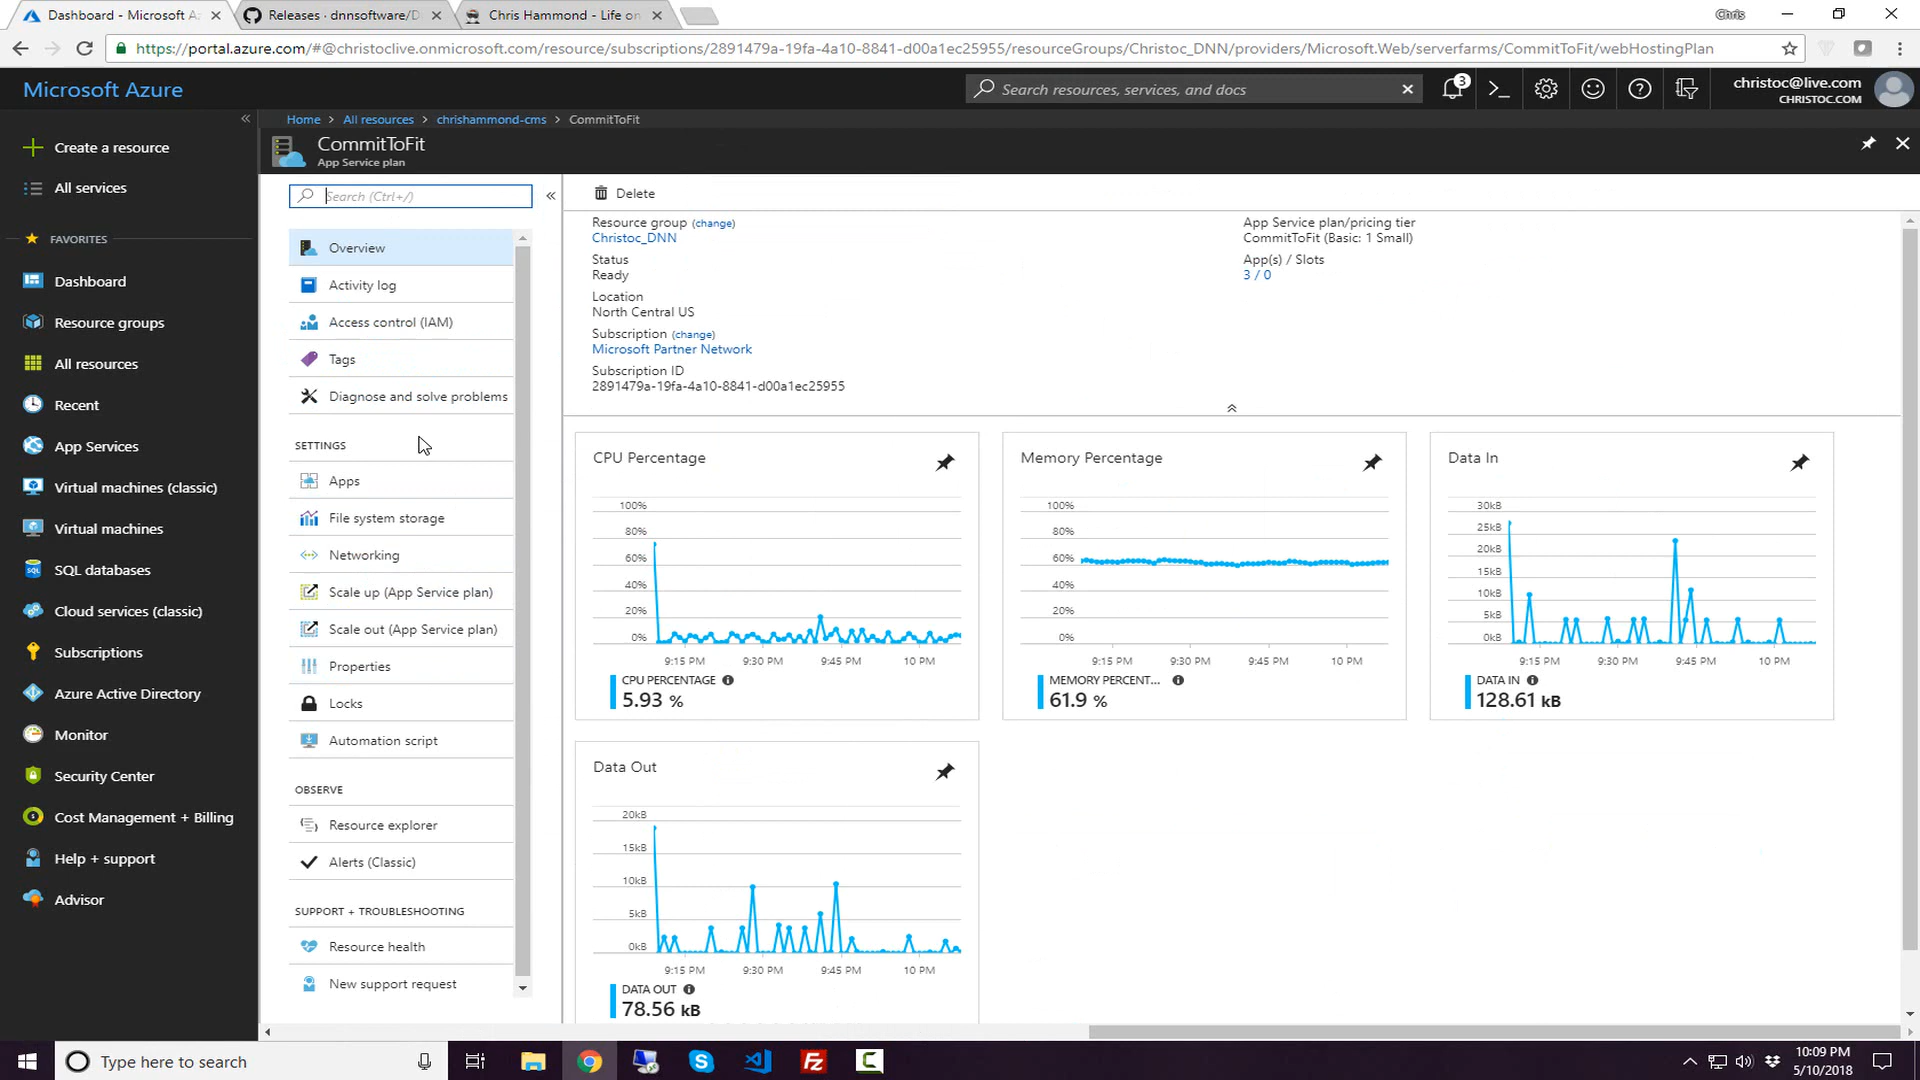 Dashboard - Microsoft A
Releases · dnnsoftware/D
Chris Hammond - Life on
Chris
https://portal.azure.com/#@christoclive.onmicrosoft.com/resource/subscriptions/2891479a-19fa-4a10-8841-d00a1ec25955/resourceGroups/Christoc_DNN/providers/Microsoft.Web/serverfarms/CommitToFit/webHostingPlan
Microsoft Azure
Search resources, services, and docs
3
christoc@live.com
CHRISTOC.COM
Home > All resources > chrishammond-cms > CommitToFit
CommitToFit
App Service plan
Create a resource
All services
FAVORITES
Dashboard
Resource groups
All resources
Recent
App Services
Virtual machines (classic)
Virtual machines
SQL databases
Cloud services (classic)
Subscriptions
Azure Active Directory
Monitor
Security Center
Cost Management + Billing
Help + support
Advisor
Search (Ctrl+/)
Overview
Activity log
Access control (IAM)
Tags
Diagnose and solve problems
SETTINGS
Apps
File system storage
Networking
Scale up (App Service plan)
Scale out (App Service plan)
Properties
Locks
Automation script
OBSERVE
Resource explorer
Alerts (Classic)
SUPPORT + TROUBLESHOOTING
Resource health
New support request
Delete
Resource group (change)
Christoc_DNN
Status
Ready
Location
North Central US
Subscription (change)
Microsoft Partner Network
Subscription ID
2891479a-19fa-4a10-8841-d00a1ec25955
App Service plan/pricing tier
CommitToFit (Basic: 1 Small)
App(s) / Slots
3 / 0
CPU Percentage
100%
80%
60%
40%
20%
0%
9:15 PM 9:30 PM 9:45 PM 10 PM
CPU PERCENTAGE
5.93 %
Memory Percentage
100%
80%
60%
40%
20%
0%
9:15 PM 9:30 PM 9:45 PM 10 PM
MEMORY PERCENT...
61.9 %
Data In
30kB
25kB
20kB
15kB
10kB
5kB
0kB
9:15 PM 9:30 PM 9:45 PM 10 PM
DATA IN
128.61 kB
Data Out
20kB
15kB
10kB
5kB
0kB
9:15 PM 9:30 PM 9:45 PM 10 PM
DATA OUT
78.56 kB
Type here to search
10:09 PM
5/10/2018